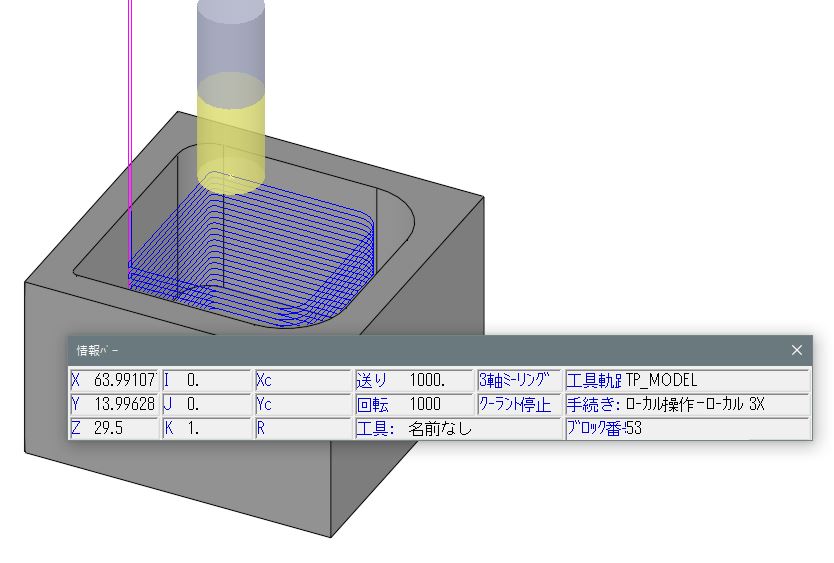 情報ﾊﾞｰ
X 63.99107 I 0. Xc 送り 1000. 3軸ﾐｰﾘﾝｸﾞ 工具軌跡 TP_MODEL
Y 13.99628 J 0. Yc 回転 1000 ｸｰﾗﾝﾄ停止 手続き: ﾛｰｶﾙ操作-ﾛｰｶﾙ 3X
Z 29.5 K 1. R 工具: 名前なし ﾌﾞﾛｯｸ番号 53